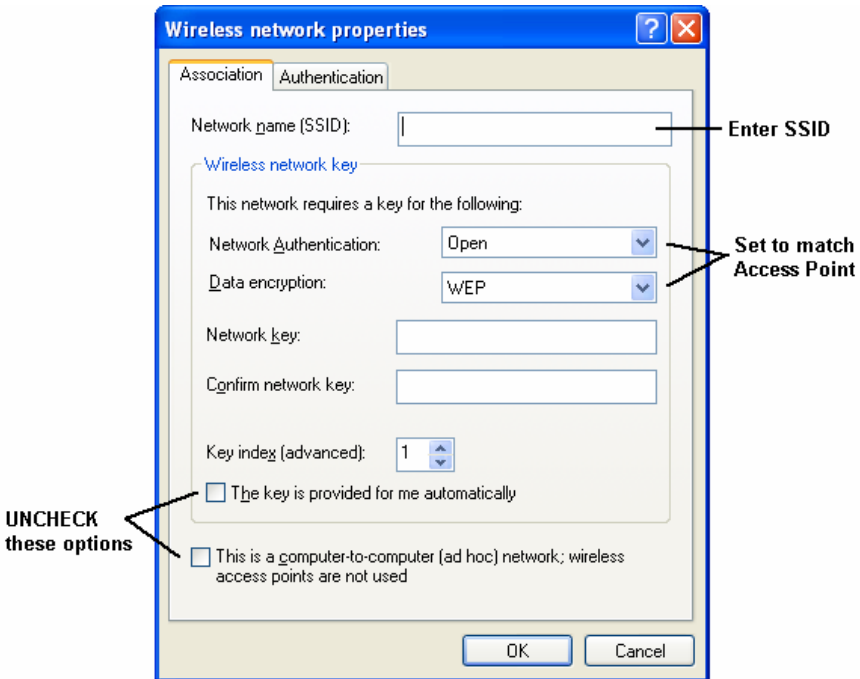 Wireless network properties
Association
Authentication
Network name (SSID):
Enter SSID
Wireless network key
This network requires a key for the following:
Network Authentication:
Open
Set to match
Access Point
Data encryption:
WEP
Network key:
Confirm network key:
Key index (advanced):
1
The key is provided for me automatically
UNCHECK
these options
This is a computer-to-computer (ad hoc) network; wireless
access points are not used
OK
Cancel